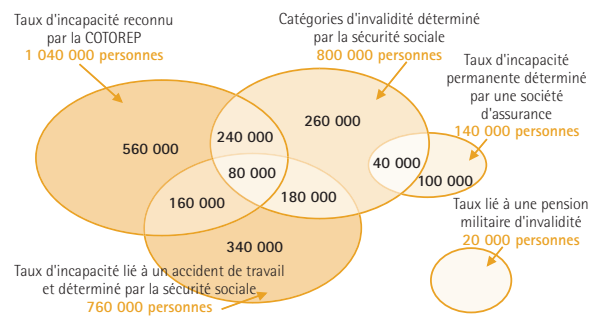 Taux d'incapacité reconnu
par la COTOREP
1 040 000 personnes
Catégories d'invalidité déterminé
par la sécurité sociale
800 000 personnes
Taux d'incapacité
permanente déterminé
par une société
d'assurance
140 000 personnes
260 000
240 000
560 000
40 000
80 000
100 000
180 000
160 000
Taux lié à une pension
militaire d'invalidité
20 000 personnes
340 000
Taux d'incapacité lié à un accident de travail
et déterminé par la sécurité sociale
760 000 personnes